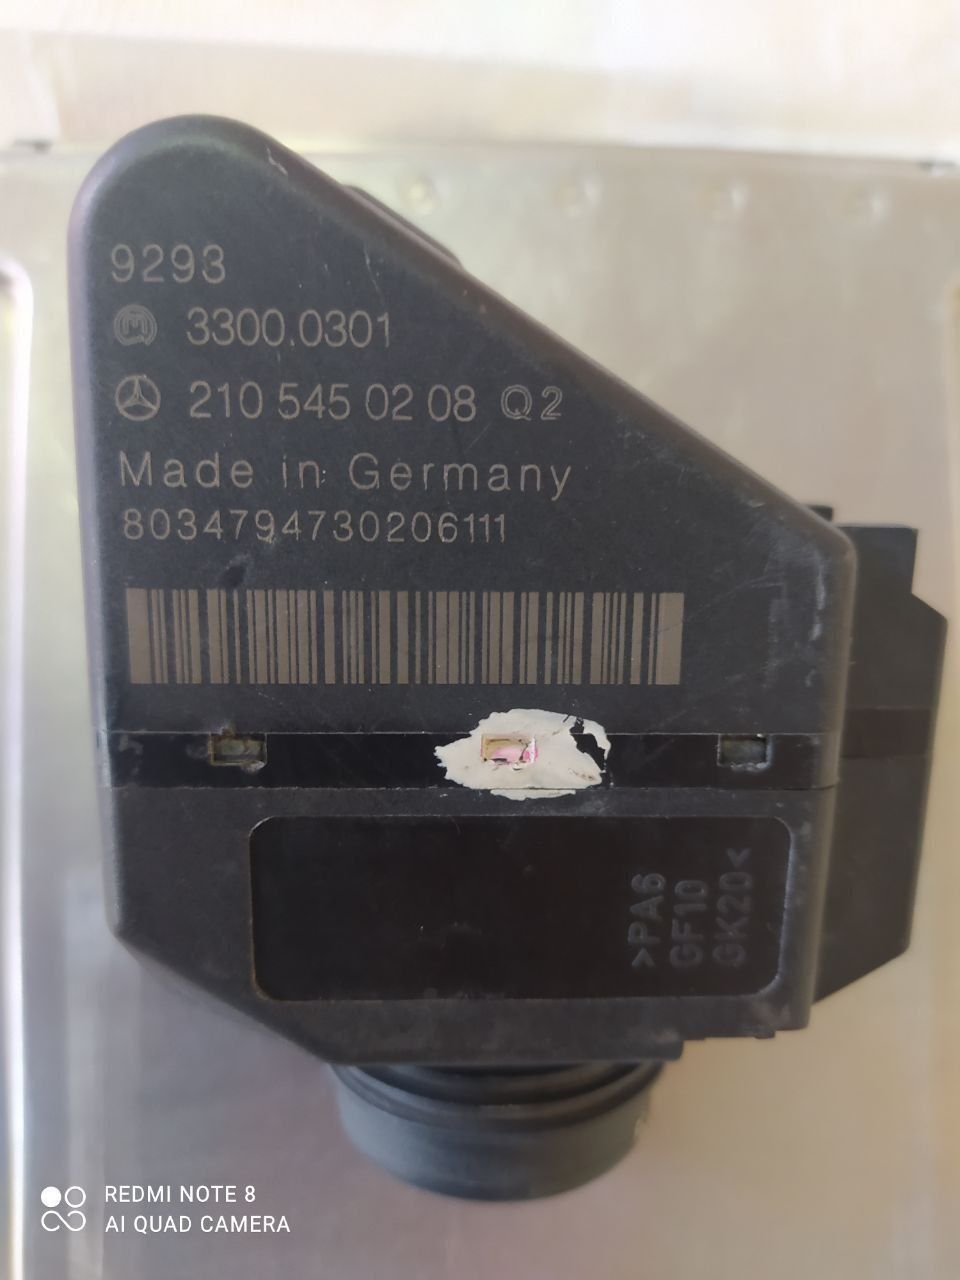 9293
M 3300.0301
210 545 02 08 Q2
Made in Germany
8034794730206111
>PA6
GF10
GK20<
REDMI NOTE 8
AI QUAD CAMERA